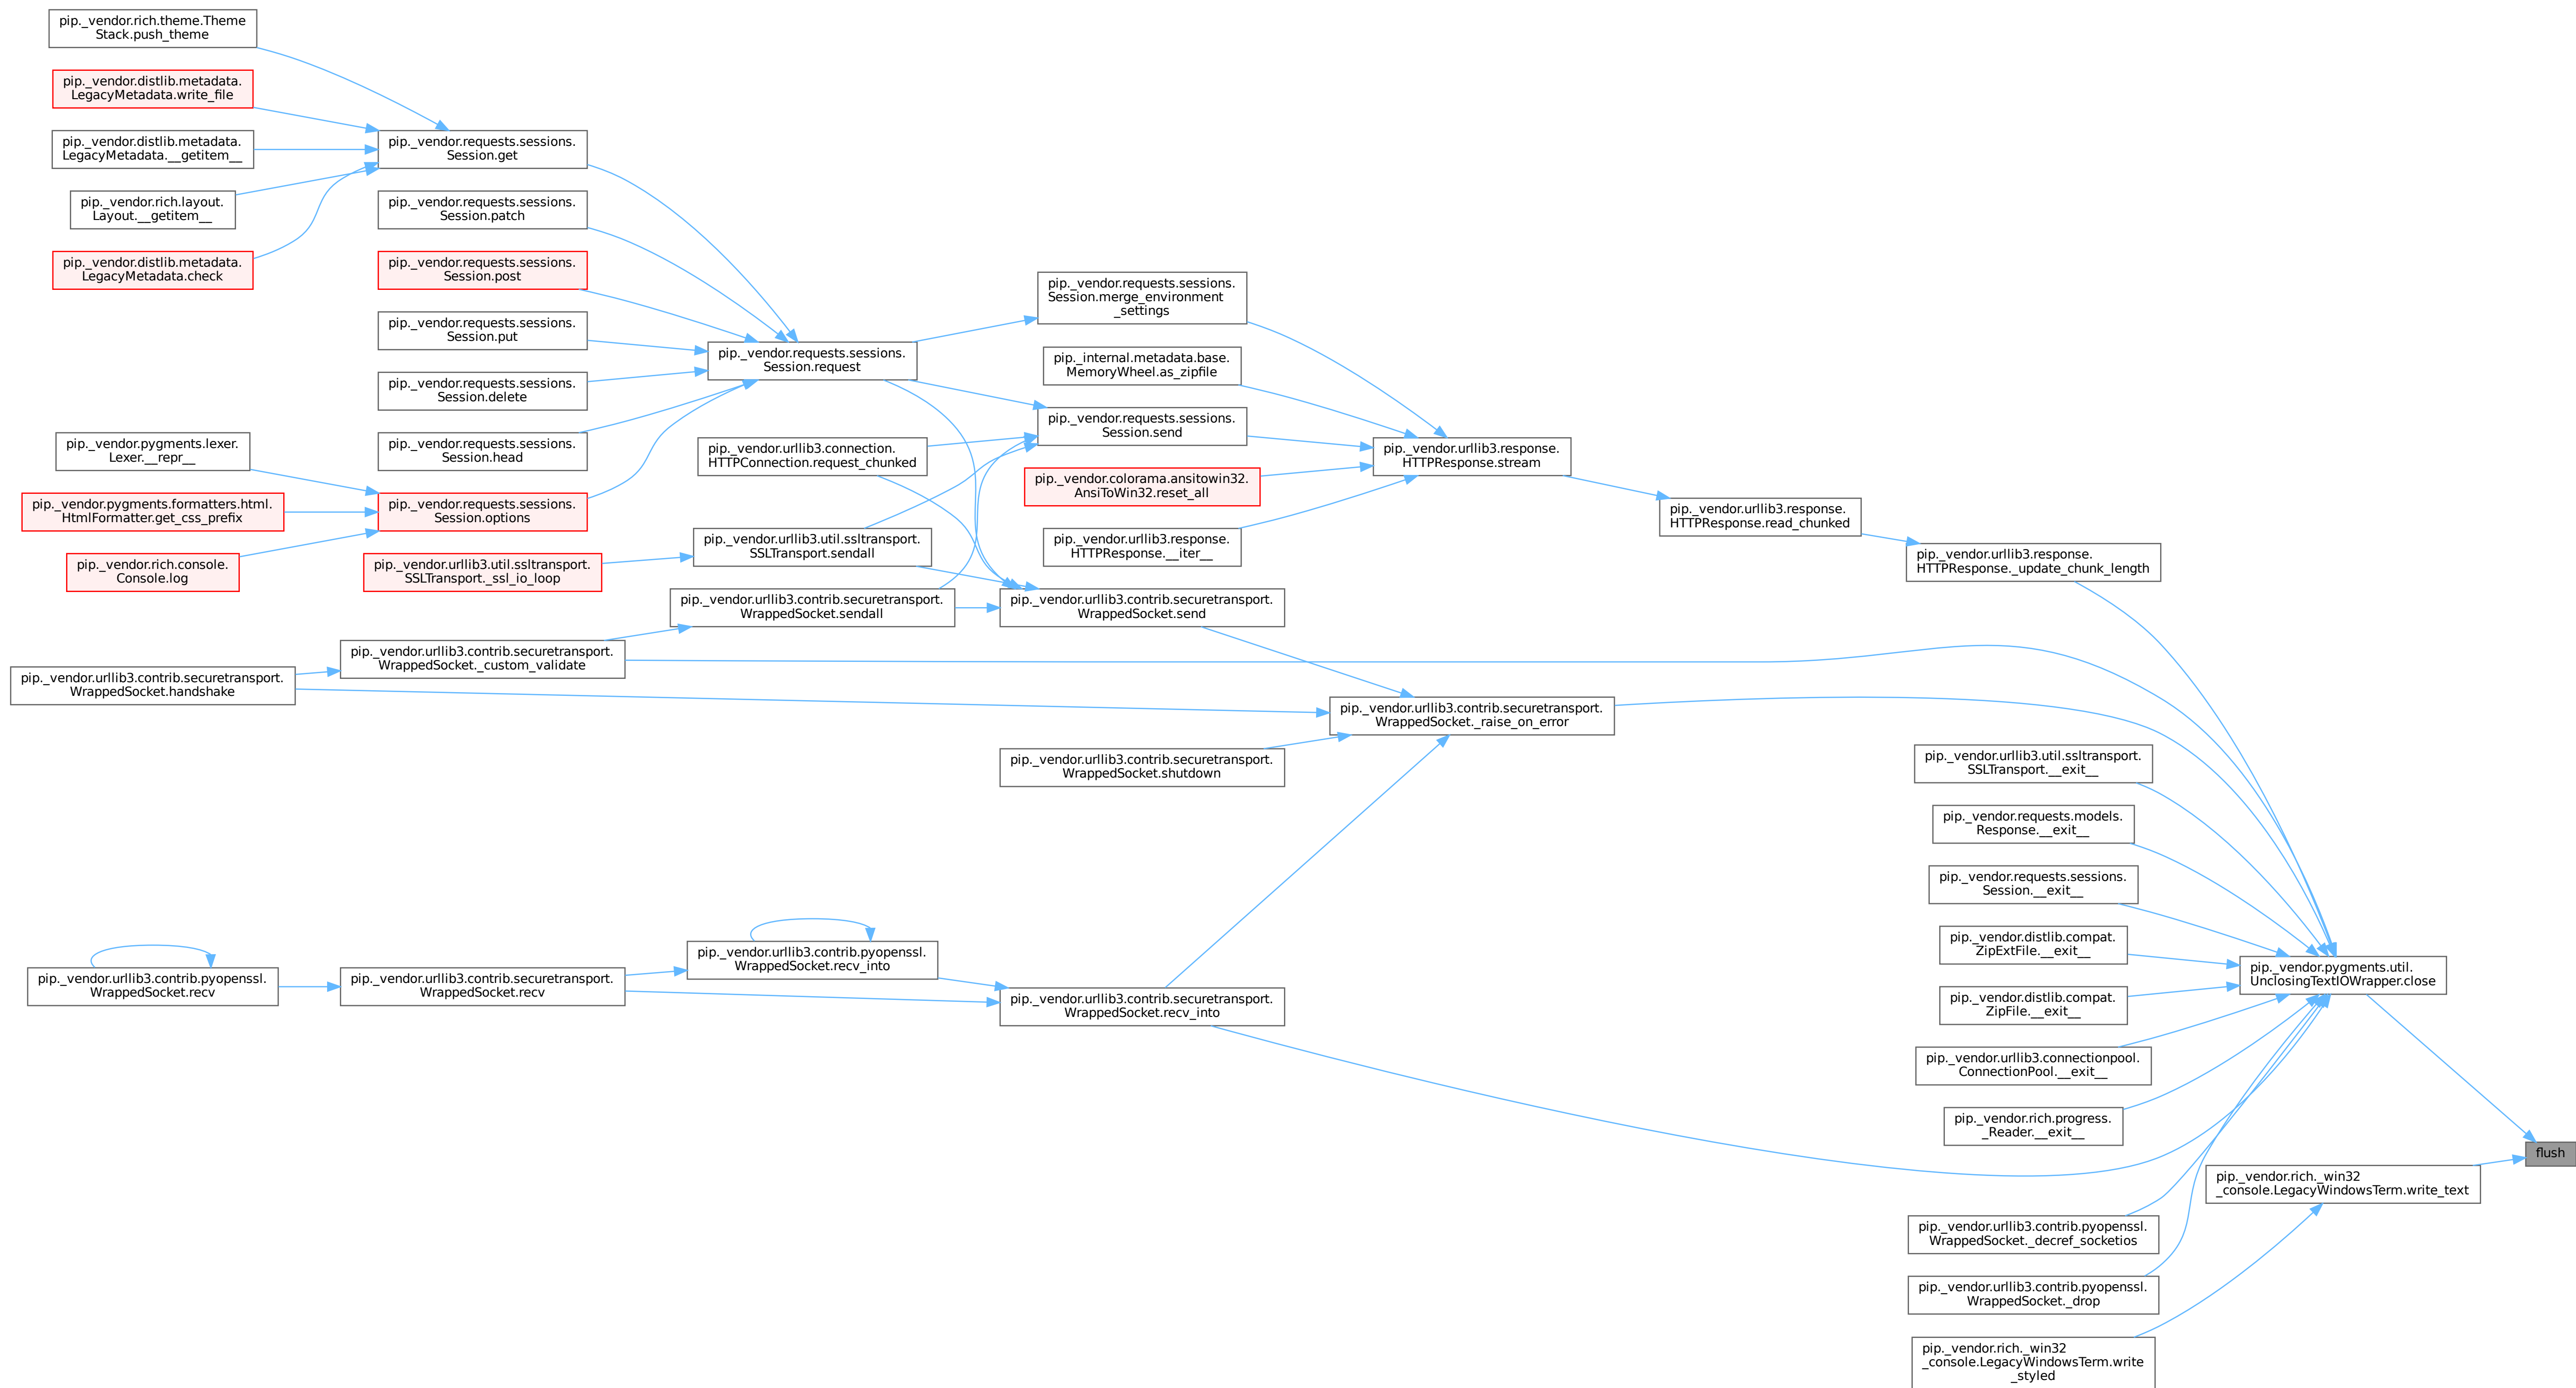 pip._vendor.rich.theme.Theme
Stack.push_theme
pip._vendor.distlib.metadata.
LegacyMetadata.write_file
pip._vendor.distlib.metadata.
LegacyMetadata.__getitem__
pip._vendor.rich.layout.
Layout.__getitem__
pip._vendor.distlib.metadata.
LegacyMetadata.check
pip._vendor.pygments.lexer.
Lexer.__repr__
pip._vendor.pygments.formatters.html.
HtmlFormatter.get_css_prefix
pip._vendor.rich.console.
Console.log
pip._vendor.urllib3.contrib.securetransport.
WrappedSocket.handshake
pip._vendor.urllib3.contrib.pyopenssl.
WrappedSocket.recv
pip._vendor.requests.sessions.
Session.get
pip._vendor.requests.sessions.
Session.patch
pip._vendor.requests.sessions.
Session.post
pip._vendor.requests.sessions.
Session.put
pip._vendor.requests.sessions.
Session.delete
pip._vendor.requests.sessions.
Session.head
pip._vendor.requests.sessions.
Session.options
pip._vendor.urllib3.util.ssltransport.
SSLTransport._ssl_io_loop
pip._vendor.urllib3.contrib.securetransport.
WrappedSocket._custom_validate
pip._vendor.urllib3.contrib.securetransport.
WrappedSocket.recv
pip._vendor.requests.sessions.
Session.request
pip._vendor.urllib3.connection.
HTTPConnection.request_chunked
pip._vendor.urllib3.util.ssltransport.
SSLTransport.sendall
pip._vendor.urllib3.contrib.securetransport.
WrappedSocket.sendall
pip._vendor.urllib3.contrib.pyopenssl.
WrappedSocket.recv_into
pip._vendor.requests.sessions.
Session.merge_environment
_settings
pip._internal.metadata.base.
MemoryWheel.as_zipfile
pip._vendor.requests.sessions.
Session.send
pip._vendor.colorama.ansitowin32.
AnsiToWin32.reset_all
pip._vendor.urllib3.response.
HTTPResponse.__iter__
pip._vendor.urllib3.contrib.securetransport.
WrappedSocket.send
pip._vendor.urllib3.contrib.securetransport.
WrappedSocket.shutdown
pip._vendor.urllib3.contrib.securetransport.
WrappedSocket.recv_into
pip._vendor.urllib3.response.
HTTPResponse.stream
pip._vendor.urllib3.contrib.securetransport.
WrappedSocket._raise_on_error
pip._vendor.urllib3.response.
HTTPResponse.read_chunked
pip._vendor.urllib3.response.
HTTPResponse._update_chunk_length
pip._vendor.urllib3.util.ssltransport.
SSLTransport.__exit__
pip._vendor.requests.models.
Response.__exit__
pip._vendor.requests.sessions.
Session.__exit__
pip._vendor.distlib.compat.
ZipExtFile.__exit__
pip._vendor.distlib.compat.
ZipFile.__exit__
pip._vendor.urllib3.connectionpool.
ConnectionPool.__exit__
pip._vendor.rich.progress.
_Reader.__exit__
pip._vendor.urllib3.contrib.pyopenssl.
WrappedSocket._decref_socketios
pip._vendor.urllib3.contrib.pyopenssl.
WrappedSocket._drop
pip._vendor.rich._win32
_console.LegacyWindowsTerm.write
_styled
pip._vendor.pygments.util.
UnclosingTextIOWrapper.close
pip._vendor.rich._win32
_console.LegacyWindowsTerm.write_text
flush